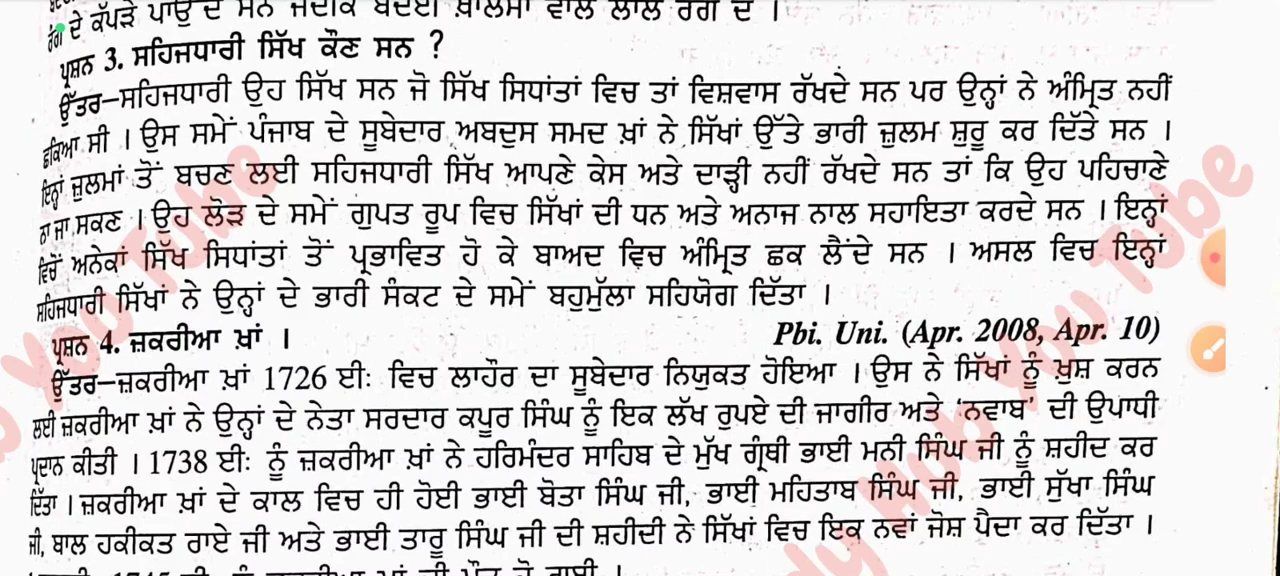 ਦੇ ਕੱਪੜੇ ਪਾਉਂਦੇ ਸਨ ਜਦਕਿ ਬੰਦਈ ਖ਼ਾਲਸਾ ਵਾਲੇ ਲਾਲ ਰੰਗ ਦੇ ।
ਪ੍ਰਸ਼ਨ 3. ਸਹਿਜਧਾਰੀ ਸਿੱਖ ਕੌਣ ਸਨ ?
ਉੱਤਰ–ਸਹਿਜਧਾਰੀ ਉਹ ਸਿੱਖ ਸਨ ਜੋ ਸਿੱਖ ਸਿਧਾਂਤਾਂ ਵਿਚ ਤਾਂ ਵਿਸ਼ਵਾਸ ਰੱਖਦੇ ਸਨ ਪਰ ਉਨ੍ਹਾਂ ਨੇ ਅੰਮ੍ਰਿਤ ਨਹੀਂ
ਛਕਿਆ ਸੀ । ਉਸ ਸਮੇਂ ਪੰਜਾਬ ਦੇ ਸੂਬੇਦਾਰ ਅਬਦੁਸ ਸਮਦ ਖ਼ਾਂ ਨੇ ਸਿੱਖਾਂ ਉੱਤੇ ਭਾਰੀ ਜ਼ੁਲਮ ਸ਼ੁਰੂ ਕਰ ਦਿੱਤੇ ਸਨ ।
ਇਨ੍ਹਾਂ ਜ਼ੁਲਮਾਂ ਤੋਂ ਬਚਣ ਲਈ ਸਹਿਜਧਾਰੀ ਸਿੱਖ ਆਪਣੇ ਕੇਸ ਅਤੇ ਦਾੜ੍ਹੀ ਨਹੀਂ ਰੱਖਦੇ ਸਨ ਤਾਂ ਕਿ ਉਹ ਪਹਿਚਾਣੇ
ਨਾ ਜਾ ਸਕਣ । ਉਹ ਲੋੜ ਦੇ ਸਮੇਂ ਗੁਪਤ ਰੂਪ ਵਿਚ ਸਿੱਖਾਂ ਦੀ ਧਨ ਅਤੇ ਅਨਾਜ ਨਾਲ ਸਹਾਇਤਾ ਕਰਦੇ ਸਨ । ਇਨ੍ਹਾਂ
ਵਿਚੋਂ ਅਨੇਕਾਂ ਸਿੱਖ ਸਿਧਾਂਤਾਂ ਤੋਂ ਪ੍ਰਭਾਵਿਤ ਹੋ ਕੇ ਬਾਅਦ ਵਿਚ ਅੰਮ੍ਰਿਤ ਛਕ ਲੈਂਦੇ ਸਨ । ਅਸਲ ਵਿਚ ਇਨ੍ਹਾਂ
ਸਹਿਜਧਾਰੀ ਸਿੱਖਾਂ ਨੇ ਉਨ੍ਹਾਂ ਦੇ ਭਾਰੀ ਸੰਕਟ ਦੇ ਸਮੇਂ ਬਹੁਮੁੱਲਾ ਸਹਿਯੋਗ ਦਿੱਤਾ ।
ਪ੍ਰਸ਼ਨ 4. ਜ਼ਕਰੀਆ ਖ਼ਾਂ । Pbi. Uni. (Apr. 2008, Apr. 10)
ਉੱਤਰ–ਜ਼ਕਰੀਆ ਖ਼ਾਂ 1726 ਈਃ ਵਿਚ ਲਾਹੌਰ ਦਾ ਸੂਬੇਦਾਰ ਨਿਯੁਕਤ ਹੋਇਆ । ਉਸ ਨੇ ਸਿੱਖਾਂ ਨੂੰ ਖ਼ੁਸ਼ ਕਰਨ
ਲਈ ਜ਼ਕਰੀਆ ਖ਼ਾਂ ਨੇ ਉਨ੍ਹਾਂ ਦੇ ਨੇਤਾ ਸਰਦਾਰ ਕਪੂਰ ਸਿੰਘ ਨੂੰ ਇਕ ਲੱਖ ਰੁਪਏ ਦੀ ਜਾਗੀਰ ਅਤੇ ‘ਨਵਾਬ’ ਦੀ ਉਪਾਧੀ
ਪ੍ਰਦਾਨ ਕੀਤੀ । 1738 ਈਃ ਨੂੰ ਜ਼ਕਰੀਆ ਖ਼ਾਂ ਨੇ ਹਰਿਮੰਦਰ ਸਾਹਿਬ ਦੇ ਮੁੱਖ ਗ੍ਰੰਥੀ ਭਾਈ ਮਨੀ ਸਿੰਘ ਜੀ ਨੂੰ ਸ਼ਹੀਦ ਕਰ
ਦਿੱਤਾ । ਜ਼ਕਰੀਆ ਖ਼ਾਂ ਦੇ ਕਾਲ ਵਿਚ ਹੀ ਹੋਈ ਭਾਈ ਬੋਤਾ ਸਿੰਘ ਜੀ, ਭਾਈ ਮਹਿਤਾਬ ਸਿੰਘ ਜੀ, ਭਾਈ ਸੁੱਖਾ ਸਿੰਘ
ਜੀ, ਬਾਲ ਹਕੀਕਤ ਰਾਏ ਜੀ ਅਤੇ ਭਾਈ ਤਾਰੂ ਸਿੰਘ ਜੀ ਦੀ ਸ਼ਹੀਦੀ ਨੇ ਸਿੱਖਾਂ ਵਿਚ ਇਕ ਨਵਾਂ ਜੋਸ਼ ਪੈਦਾ ਕਰ ਦਿੱਤਾ ।